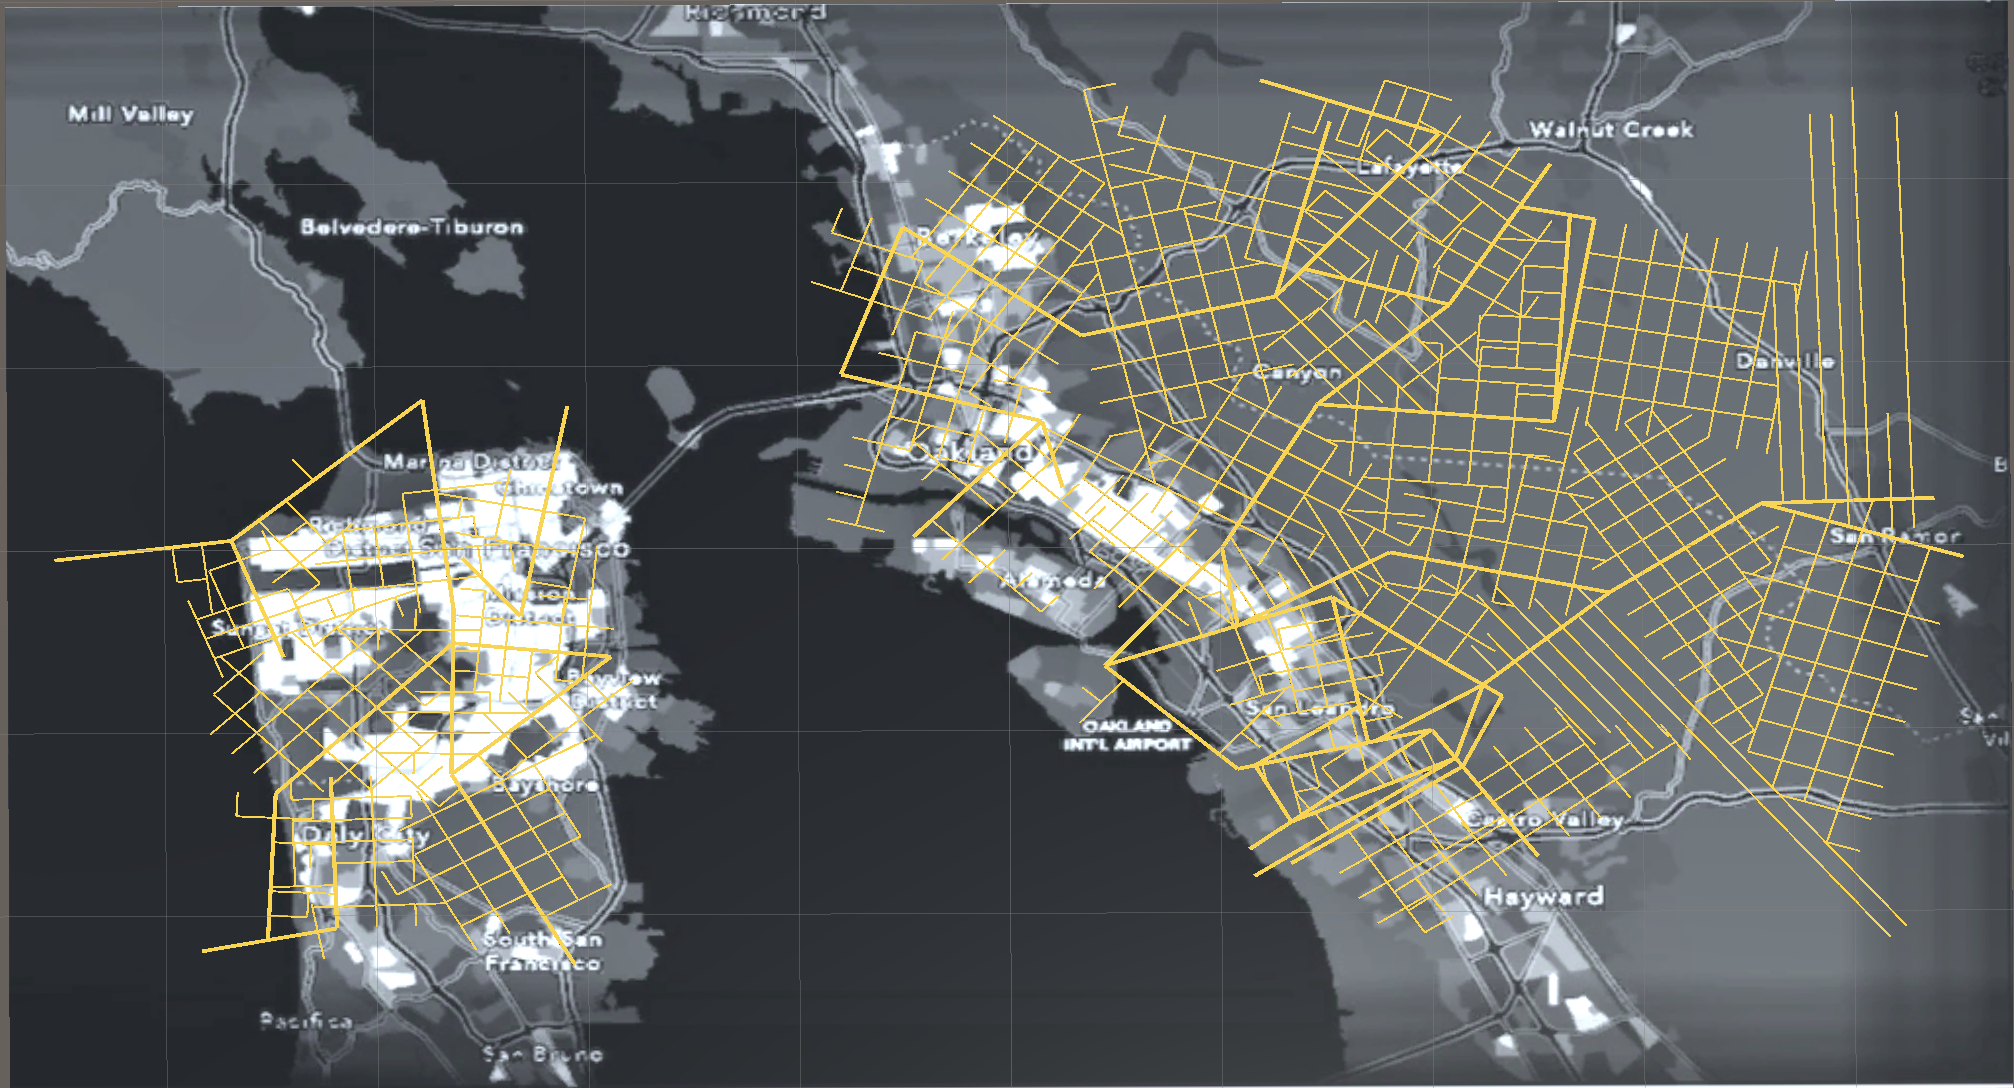 Richmond
Mill Valley
Walnut Creek
Lafayette
Belvedere-Tiburon
Berkeley
Danville
Canyon
Marina District
Oakland
Chinatown
Richmond
District San Francisco
San Ramon
Alameda
Mission
District
Sunset District
Bayview
District
San Leandro
OAKLAND
INT'L AIRPORT
Bayshore
Daly City
Castro Valley
Hayward
South San
Francisco
Pacifica
San Bruno